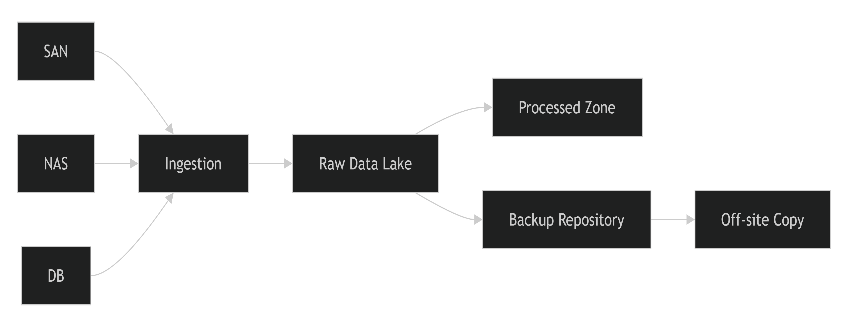 SAN
NAS
DB
Ingestion
Raw Data Lake
Processed Zone
Backup Repository
Off-site Copy